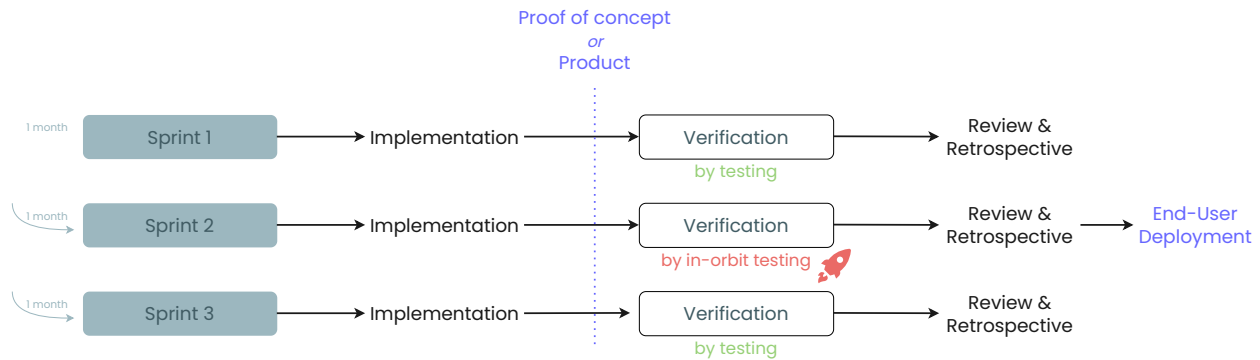 Proof of concept
or
Product
1 month
Sprint 1
Implementation
Verification
by testing
Review &
Retrospective
1 month
Sprint 2
Implementation
Verification
by in-orbit testing
Review &
Retrospective
End-User
Deployment
1 month
Sprint 3
Implementation
Verification
by testing
Review &
Retrospective